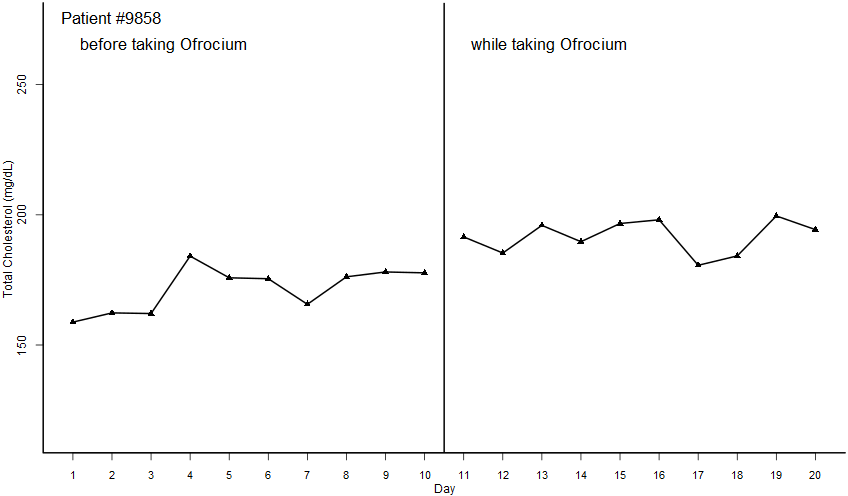 Patient #9858
before taking Ofrocium
while taking Ofrocium
Total Cholesterol (mg/dL)
250
200
150
1 2 3 4 5 6 7 8 9 10 11 12 13 14 15 16 17 18 19 20
Day